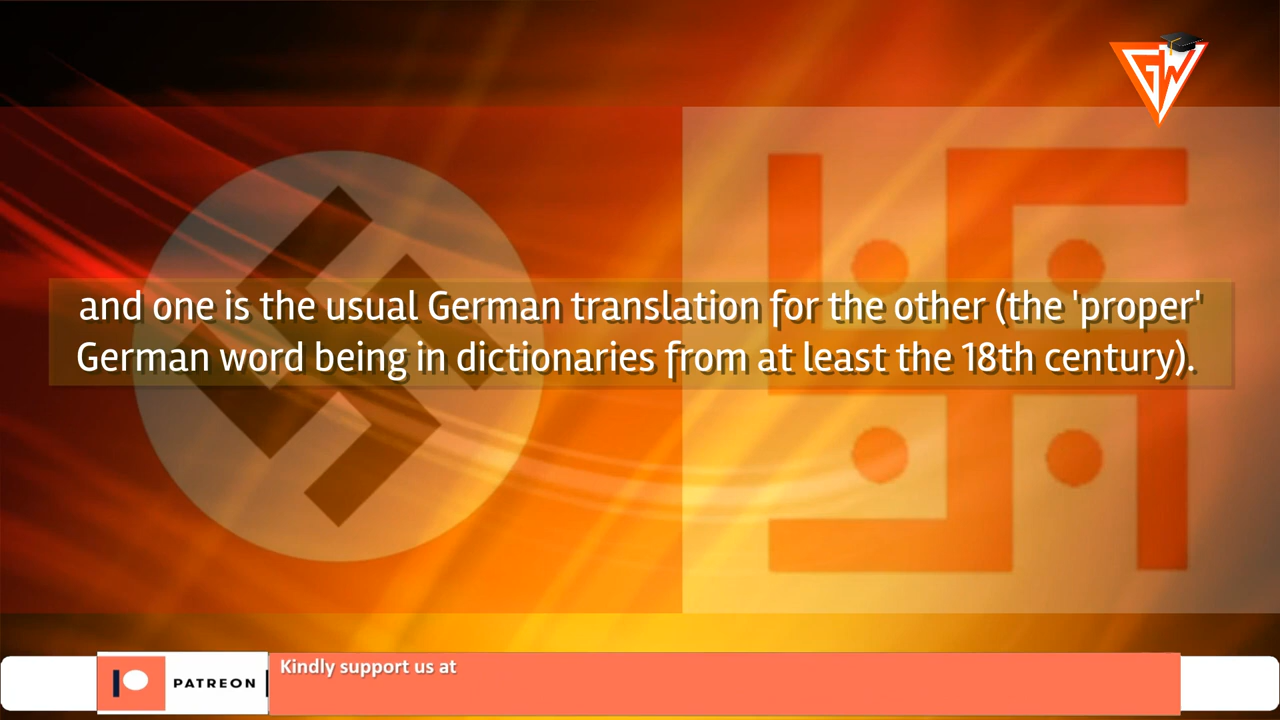 GW
and one is the usual German translation for the other (the 'proper'
German word being in dictionaries from at least the 18th century).
PATREON
Kindly support us at